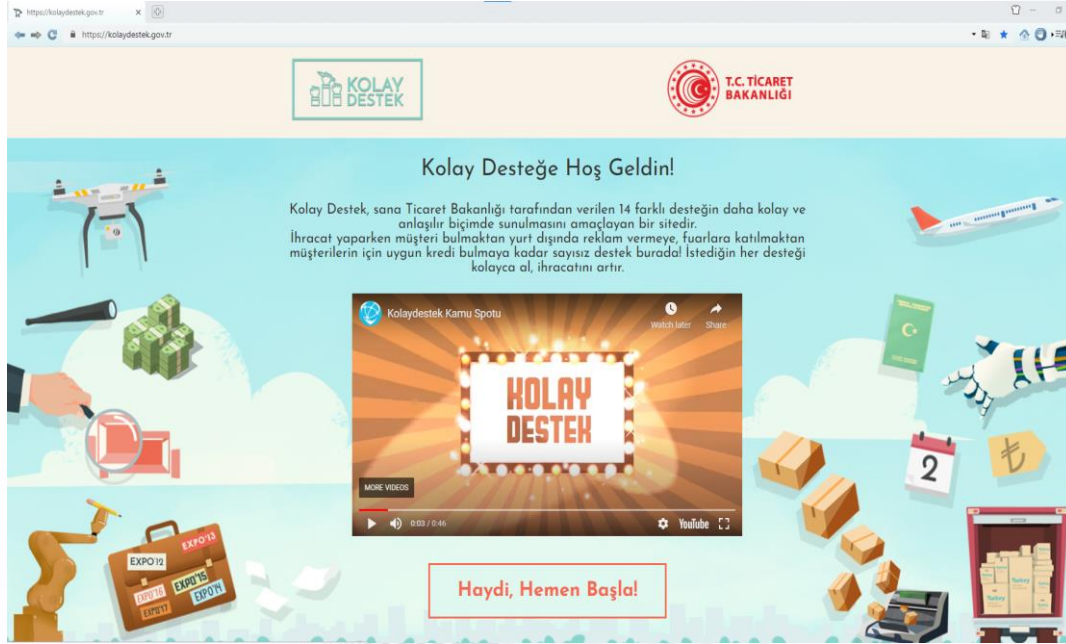 https://kolaydestek.gov.tr
https://kolaydestek.gov.tr
KOLAY
DESTEK
T.C. TİCARET
BAKANLIĞI
Kolay Desteğe Hoş Geldin!
Kolay Destek, sana Ticaret Bakanlığı tarafından verilen 14 farklı desteğin daha kolay ve
anlaşılır biçimde sunulmasını amaçlayan bir sitedir.
İhracat yaparken müşteri bulmaktan yurt dışında reklam vermeye, fuarlara katılmaktan
müşterilerin için uygun kredi bulmaya kadar sayısız destek burada! İstediğin her desteği
kolayca al, ihracatını artır.
Kolaydestek Kamu Spotu
Watch later
Share
KOLAY
DESTEK
MORE VIDEOS
0:03 / 0:46
YouTube
2
EXPO'12
EXPO'13
EXPO'16
EXPO'15
EXPO'14
EXPO'17
Turkey
Turkey
Haydi, Hemen Başla!